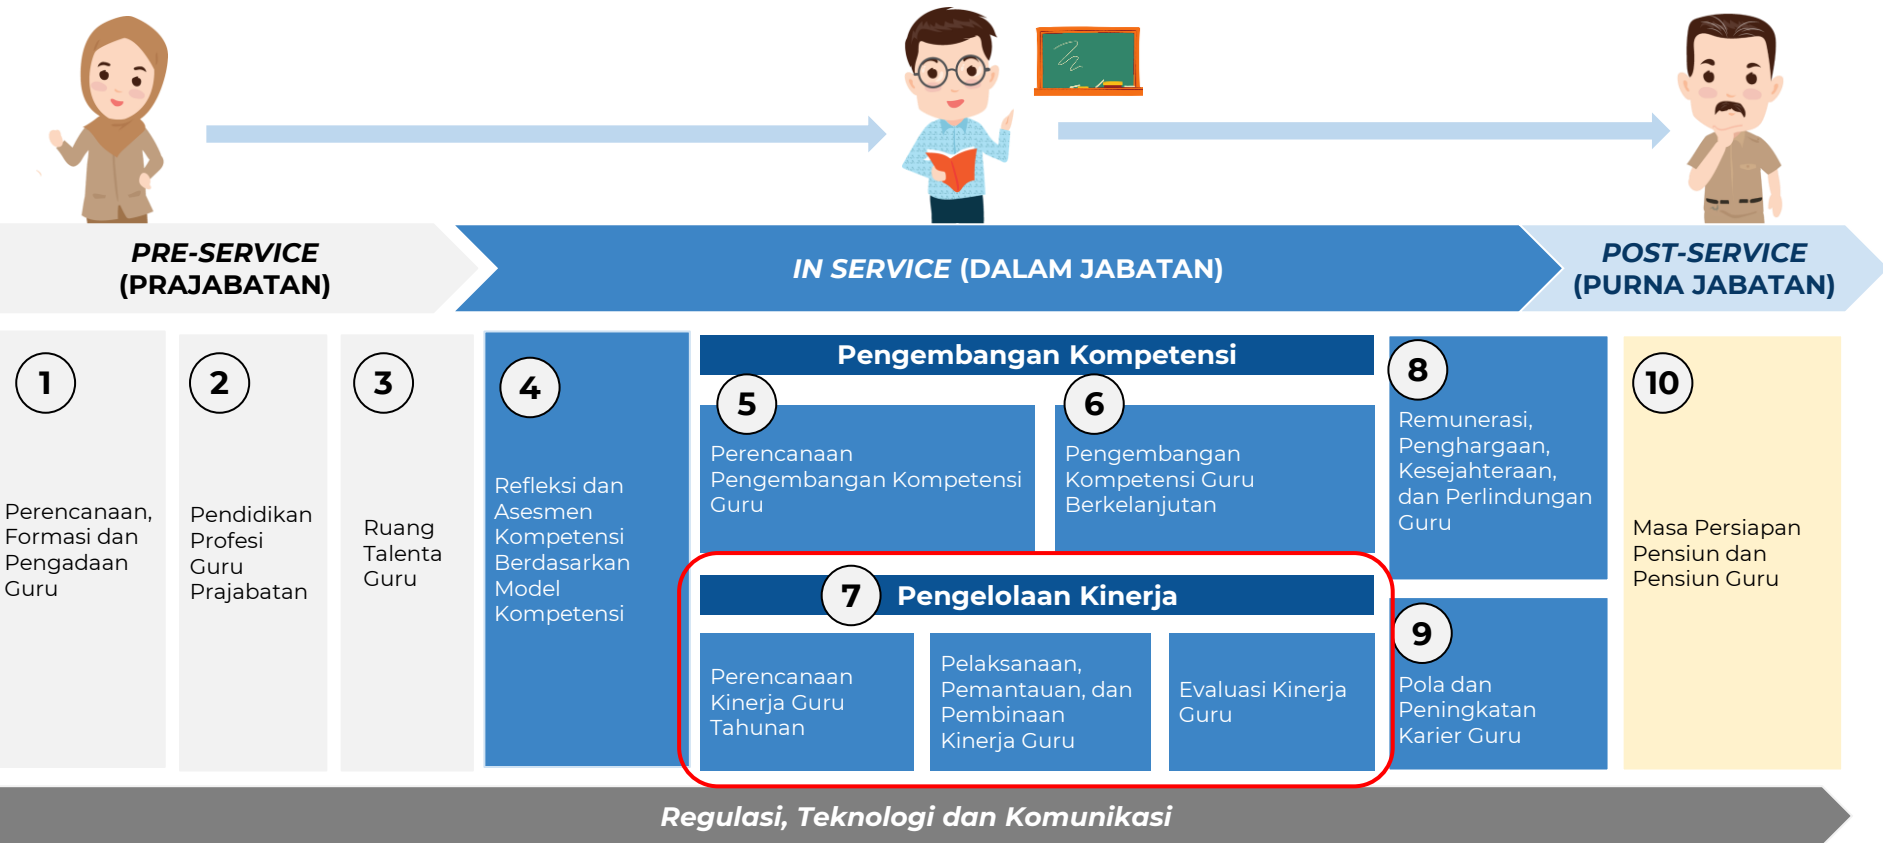 PRE-SERVICE
(PRAJABATAN)
IN SERVICE (DALAM JABATAN)
POST-SERVICE
(PURNA JABATAN)
1
Perencanaan,
Formasi dan
Pengadaan
Guru
2
Pendidikan
Profesi
Guru
Prajabatan
3
Ruang
Talenta
Guru
4
Refleksi dan
Asesmen
Kompetensi
Berdasarkan
Model
Kompetensi
Pengembangan Kompetensi
5
Perencanaan
Pengembangan Kompetensi
Guru
6
Pengembangan
Kompetensi Guru
Berkelanjutan
7
Pengelolaan Kinerja
Perencanaan
Kinerja Guru
Tahunan
Pelaksanaan,
Pemantauan, dan
Pembinaan
Kinerja Guru
Evaluasi Kinerja
Guru
8
Remunerasi,
Penghargaan,
Kesejahteraan,
dan Perlindungan
Guru
9
Pola dan
Peningkatan
Karier Guru
10
Masa Persiapan
Pensiun dan
Pensiun Guru
Regulasi, Teknologi dan Komunikasi